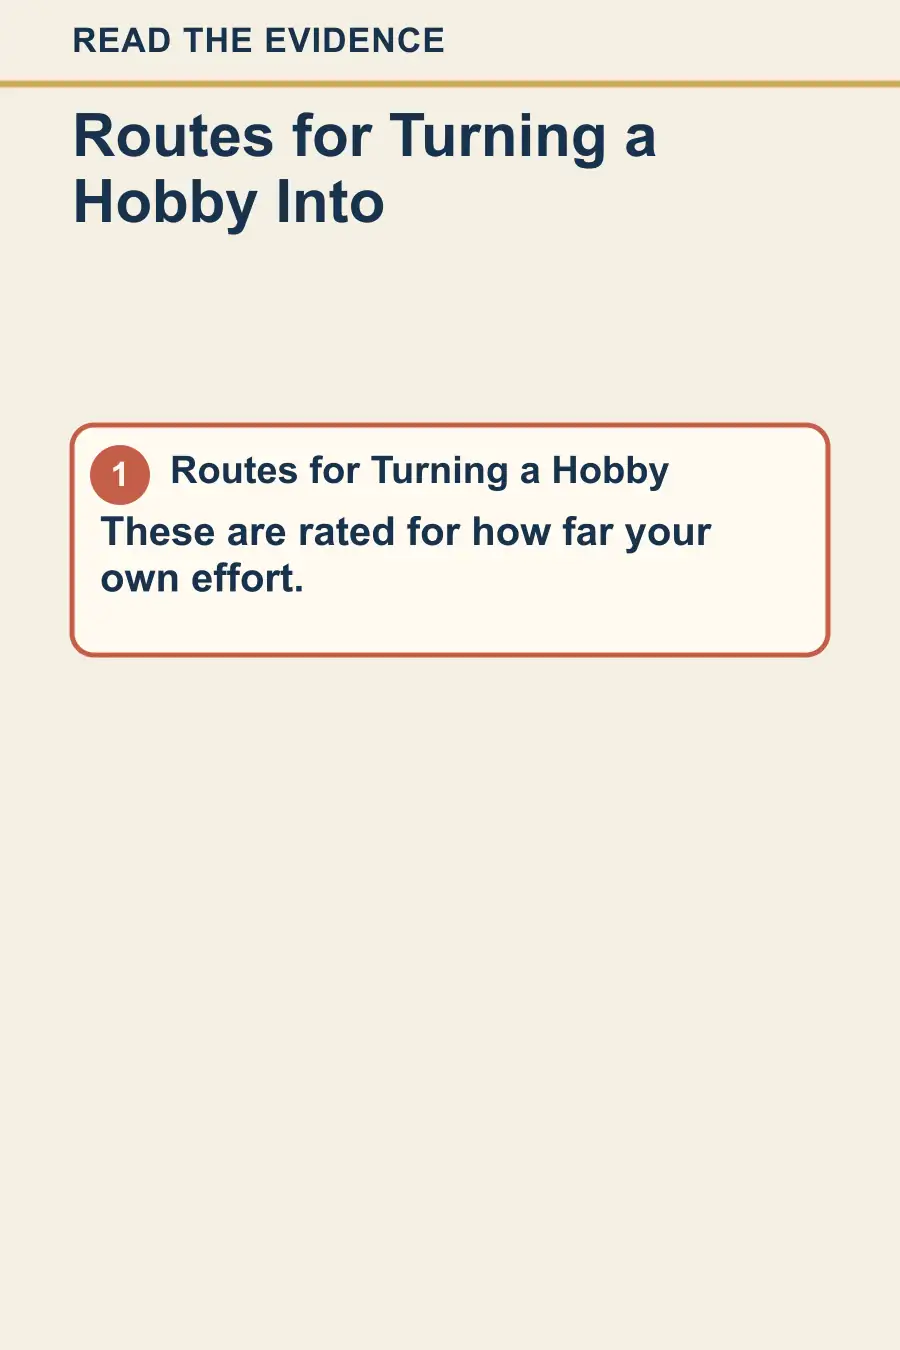 READ THE EVIDENCE
Routes for Turning a
Hobby Into
1 Routes for Turning a Hobby
These are rated for how far your
own effort.